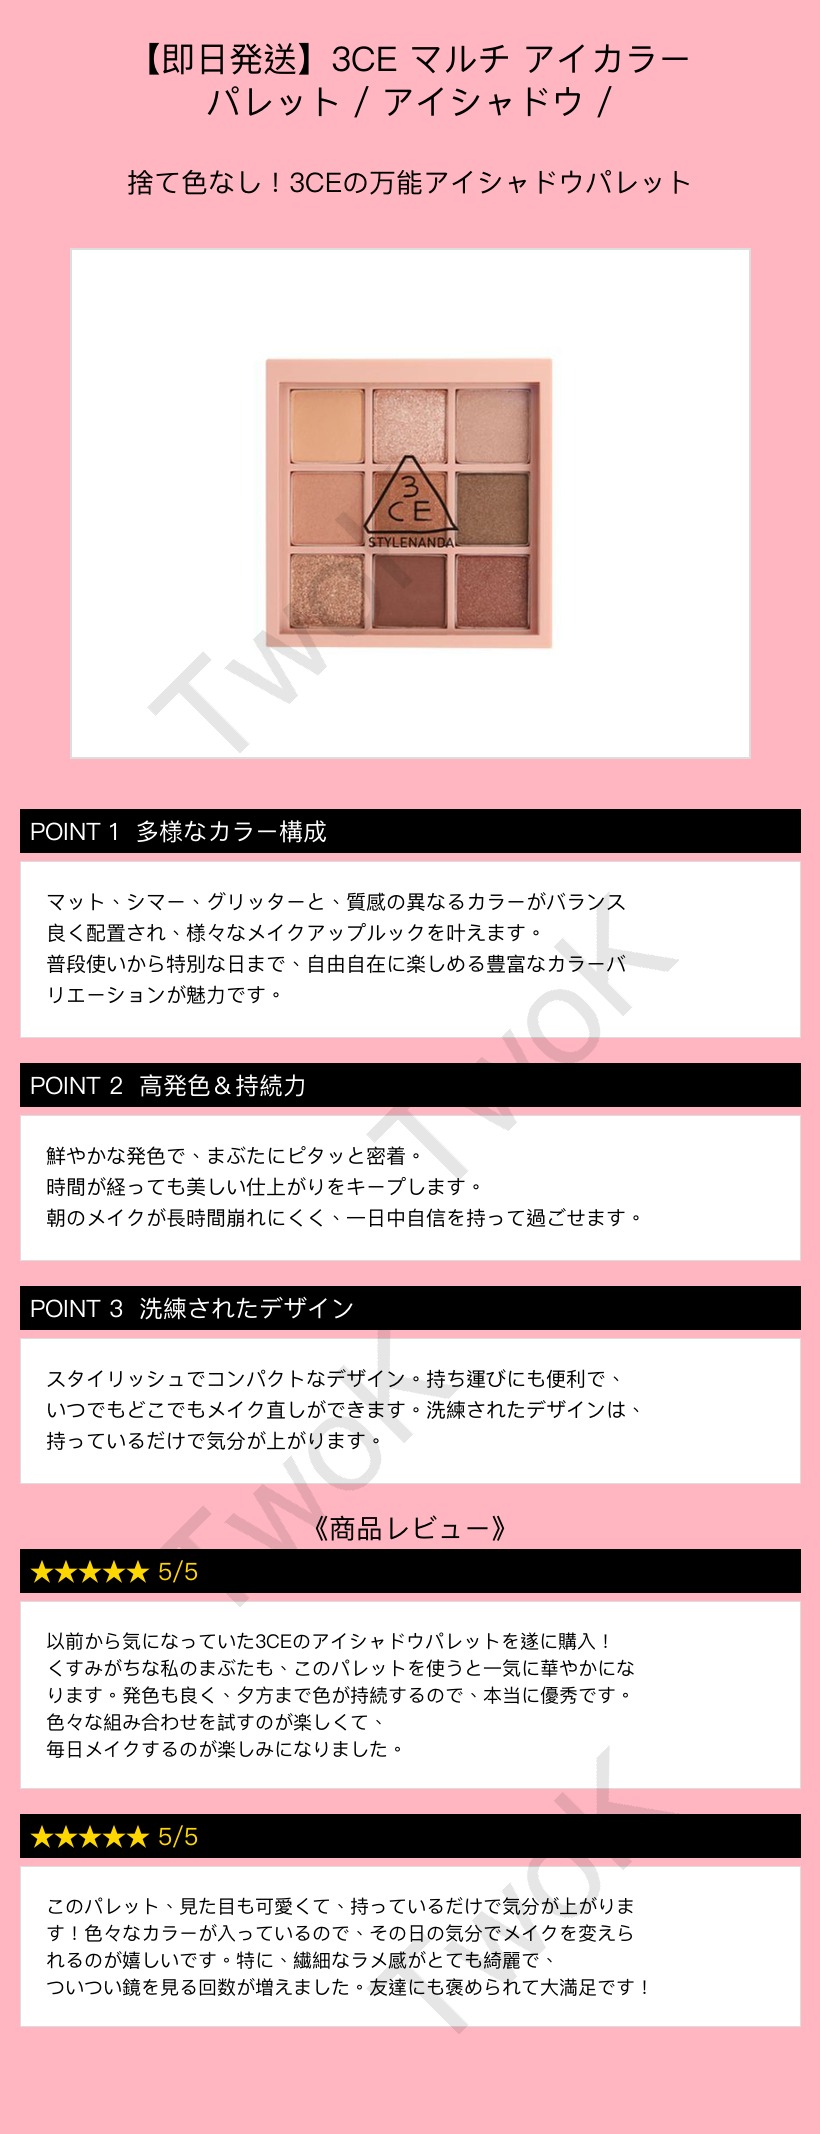 【即日発送】3CE マルチ アイカラー
パレット / アイシャドウ /
捨て色なし！3CEの万能アイシャドウパレット
3
CE
STYLENANDA
TwoK
POINT 1 多様なカラー構成
マット、シマー、グリッターと、質感の異なるカラーがバランス
良く配置され、様々なメイクアップルックを叶えます。
普段使いから特別な日まで、自由自在に楽しめる豊富なカラーバ
リエーションが魅力です。
TwoK
POINT 2 高発色＆持続力
鮮やかな発色で、まぶたにピタッと密着。
時間が経っても美しい仕上がりをキープします。
朝のメイクが長時間崩れにくく、一日中自信を持って過ごせます。
POINT 3 洗練されたデザイン
スタイリッシュでコンパクトなデザイン。持ち運びにも便利で、
いつでもどこでもメイク直しができます。洗練されたデザインは、
持っているだけで気分が上がります。
TwoK
《商品レビュー》
★★★★★ 5/5
以前から気になっていた3CEのアイシャドウパレットを遂に購入！
くすみがちな私のまぶたも、このパレットを使うと一気に華やかにな
ります。発色も良く、夕方まで色が持続するので、本当に優秀です。
色々な組み合わせを試すのが楽しくて、
毎日メイクするのが楽しみになりました。
★★★★★ 5/5
このパレット、見た目も可愛くて、持っているだけで気分が上がりま
す！色々なカラーが入っているので、その日の気分でメイクを変えら
れるのが嬉しいです。特に、繊細なラメ感がとても綺麗で、
ついつい鏡を見る回数が増えました。友達にも褒められて大満足です！
TwoK